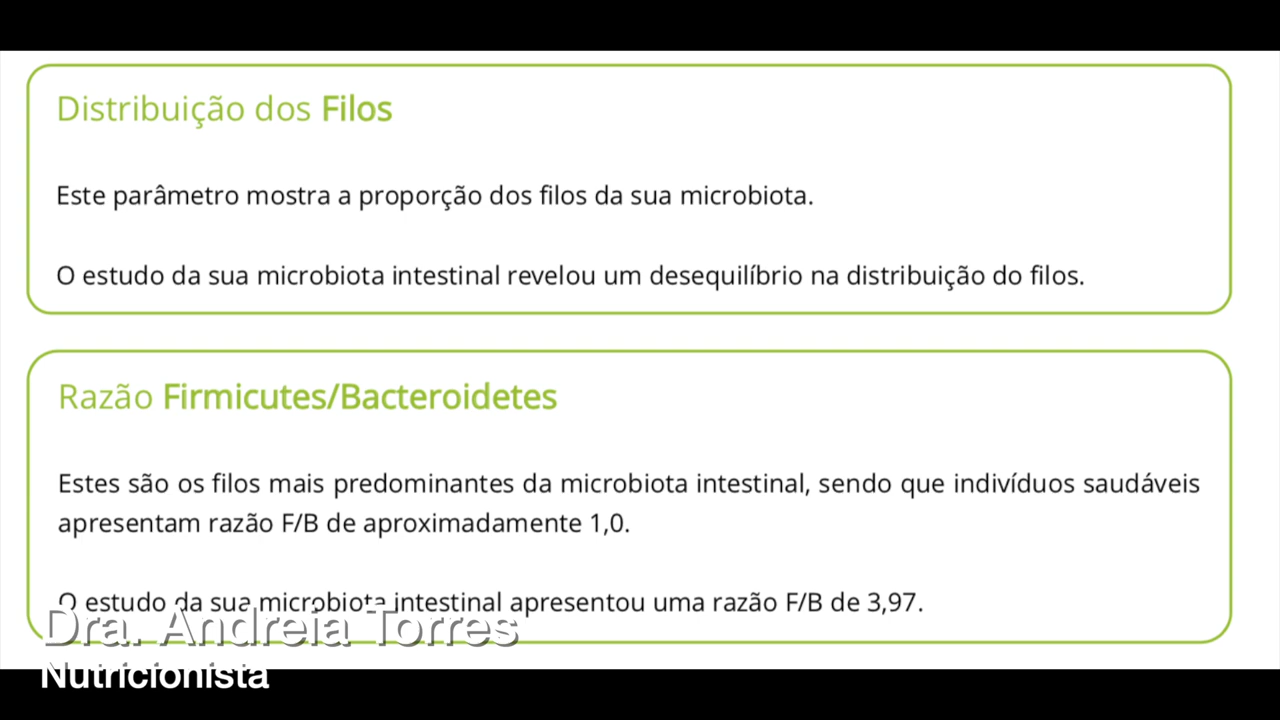 Distribuição dos Filos
Este parâmetro mostra a proporção dos filos da sua microbiota.
O estudo da sua microbiota intestinal revelou um desequilíbrio na distribuição do filos.
Razão Firmicutes/Bacteroidetes
Estes são os filos mais predominantes da microbiota intestinal, sendo que indivíduos saudáveis
apresentam razão F/B de aproximadamente 1,0.
O estudo da sua microbiota intestinal apresentou uma razão F/B de 3,97.
Dra. Andreia Torres
Nutricionista